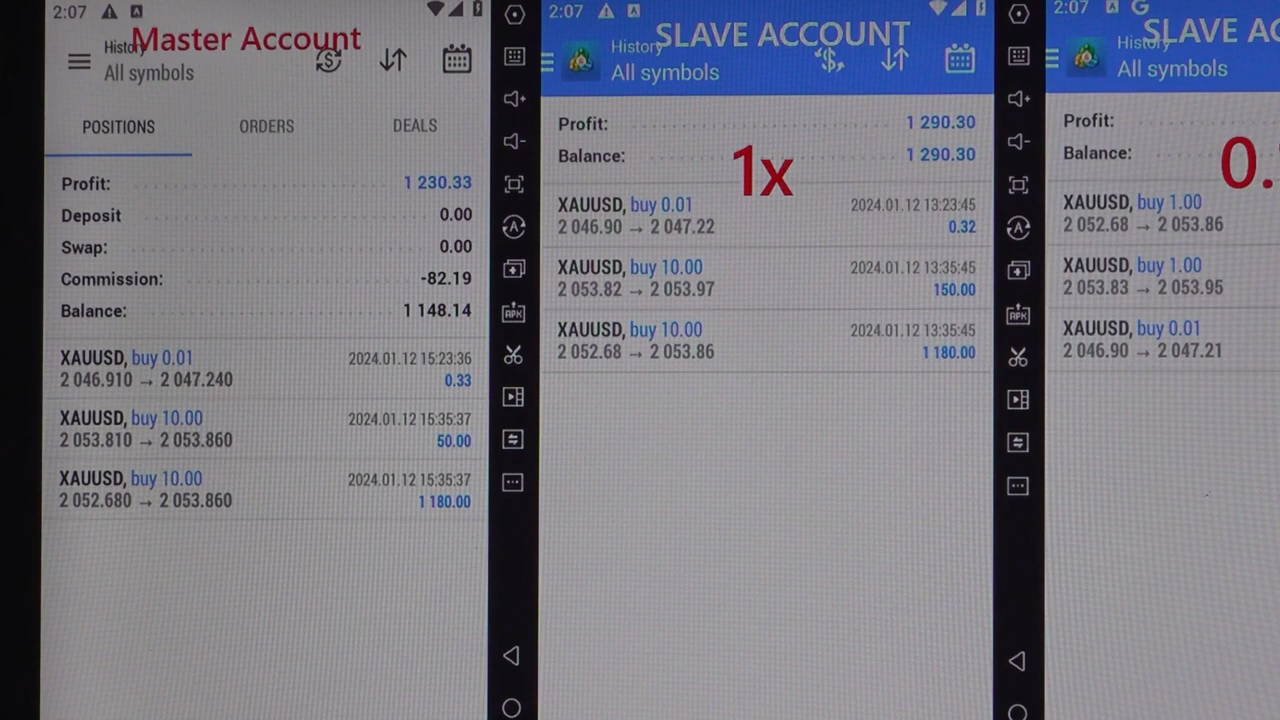 2:07
Master Account
History
All symbols
POSITIONS ORDERS DEALS
Profit: 1 230.33
Deposit 0.00
Swap: 0.00
Commission: -82.19
Balance: 1 148.14
XAUUSD, buy 0.01 2024.01.12 15:23:36
2 046.910 → 2 047.240 0.33
XAUUSD, buy 10.00 2024.01.12 15:35:37
2 053.810 → 2 053.860 50.00
XAUUSD, buy 10.00 2024.01.12 15:35:37
2 052.680 → 2 053.860 1 180.00
A
APK
2:07
SLAVE ACCOUNT
History
All symbols
Profit: 1 290.30
Balance: 1 290.30
1x
XAUUSD, buy 0.01 2024.01.12 13:23:45
2 046.90 → 2 047.22 0.32
XAUUSD, buy 10.00 2024.01.12 13:35:45
2 053.82 → 2 053.97 150.00
XAUUSD, buy 10.00 2024.01.12 13:35:45
2 052.68 → 2 053.86 1 180.00
A
APK
2:07
SLAVE AC
History
All symbols
Profit:
Balance:
0.
XAUUSD, buy 1.00
2 052.68 → 2 053.86
XAUUSD, buy 1.00
2 053.83 → 2 053.95
XAUUSD, buy 0.01
2 046.90 → 2 047.21